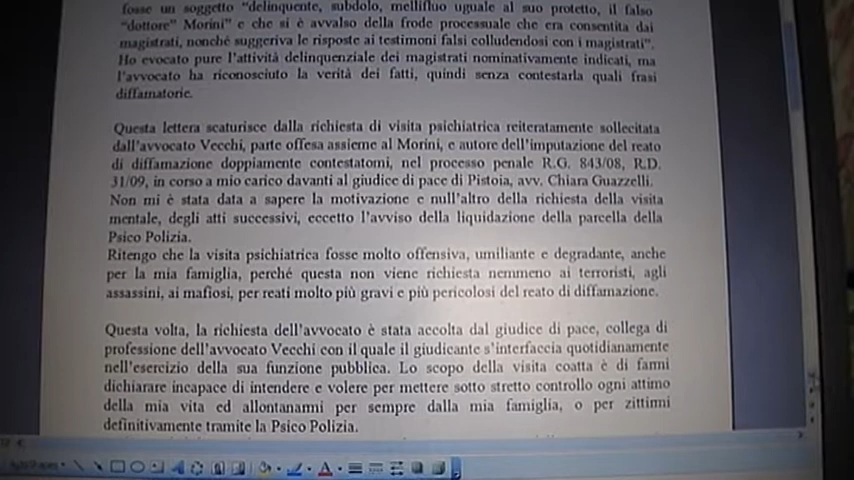 fosse un soggetto “delinquente, subdolo, mellifluo uguale al suo protetto, il falso
“dottore” Morini” e che si è avvalso della frode processuale che era consentita dai
magistrati, nonché suggeriva le risposte ai testimoni falsi colludendosi con i magistrati”.
Ho evocato pure l’attività delinquenziale dei magistrati nominativamente indicati, ma
l’avvocato ha riconosciuto la verità dei fatti, quindi senza contestarla quali frasi
diffamatorie.
Questa lettera scaturisce dalla richiesta di visita psichiatrica reiteratamente sollecitata
dall’avvocato Vecchi, parte offesa assieme al Morini, e autore dell’imputazione del reato
di diffamazione doppiamente contestatomi, nel processo penale R.G. 843/08, R.D.
31/09, in corso a mio carico davanti al giudice di pace di Pistoia, avv. Chiara Guazzelli.
Non mi è stata data a sapere la motivazione e null’altro della richiesta della visita
mentale, degli atti successivi, eccetto l’avviso della liquidazione della parcella della
Psico Polizia.
Ritengo che la visita psichiatrica fosse molto offensiva, umiliante e degradante, anche
per la mia famiglia, perché questa non viene richiesta nemmeno ai terroristi, agli
assassini, ai mafiosi, per reati molto più gravi e più pericolosi del reato di diffamazione.
Questa volta, la richiesta dell’avvocato è stata accolta dal giudice di pace, collega di
professione dell’avvocato Vecchi con il quale il giudicante s’interfaccia quotidianamente
nell’esercizio della sua funzione pubblica. Lo scopo della visita coatta è di farmi
dichiarare incapace di intendere e volere per mettere sotto stretto controllo ogni attimo
della mia vita ed allontanarmi per sempre dalla mia famiglia, o per zittirmi
definitivamente tramite la Psico Polizia.